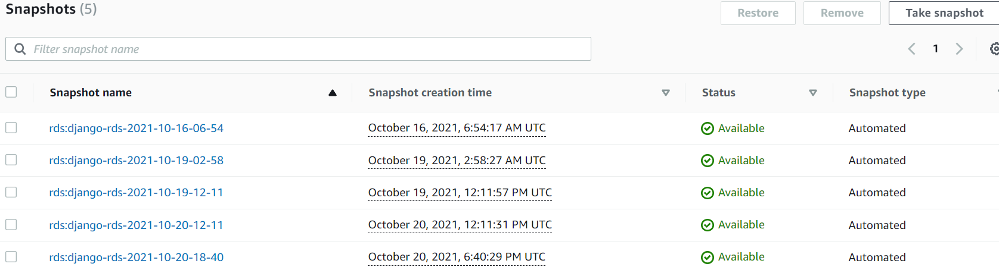 Snapshots (5)
Restore
Remove
Take snapshot
Filter snapshot name
1
Snapshot name
Snapshot creation time
Status
Snapshot type
rds:django-rds-2021-10-16-06-54
October 16, 2021, 6:54:17 AM UTC
Available
Automated
rds:django-rds-2021-10-19-02-58
October 19, 2021, 2:58:27 AM UTC
Available
Automated
rds:django-rds-2021-10-19-12-11
October 19, 2021, 12:11:57 PM UTC
Available
Automated
rds:django-rds-2021-10-20-12-11
October 20, 2021, 12:11:31 PM UTC
Available
Automated
rds:django-rds-2021-10-20-18-40
October 20, 2021, 6:40:29 PM UTC
Available
Automated